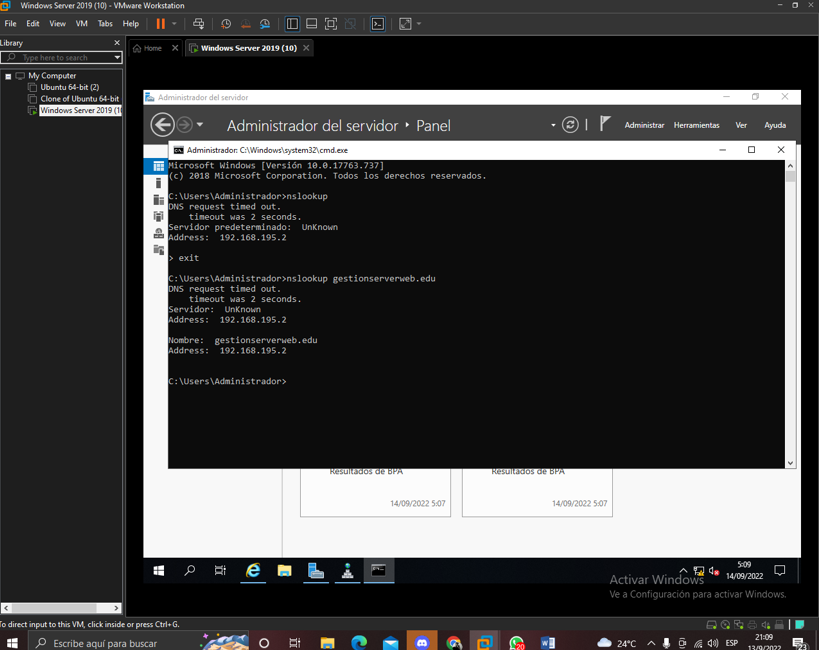 Windows Server 2019 (10) - VMware Workstation
File Edit View VM Tabs Help
Library
Type here to search
My Computer
Ubuntu 64-bit (2)
Clone of Ubuntu 64-bit
Windows Server 2019 (1
Home
Windows Server 2019 (10)
Administrador del servidor
Administrador del servidor Panel
Administrar Herramientas Ver Ayuda
Administrador: C:\Windows\system32\cmd.exe
Microsoft Windows [Versión 10.0.17763.737]
(c) 2018 Microsoft Corporation. Todos los derechos reservados.
C:\Users\Administrador>nslookup
DNS request timed out.
timeout was 2 seconds.
Servidor predeterminado: UnKnown
Address: 192.168.195.2
> exit
C:\Users\Administrador>nslookup gestionserverweb.edu
DNS request timed out.
timeout was 2 seconds.
Servidor: UnKnown
Address: 192.168.195.2
Nombre: gestionserverweb.edu
Address: 192.168.195.2
C:\Users\Administrador>
Resultados de BPA
Resultados de BPA
14/09/2022 5:07
14/09/2022 5:07
5:09
14/09/2022
Activar Windows
Ve a Configuración para activar Windows.
To direct input to this VM, click inside or press Ctrl+G.
Escribe aquí para buscar
20
24°C
ESP
21:09
13/9/2022
23